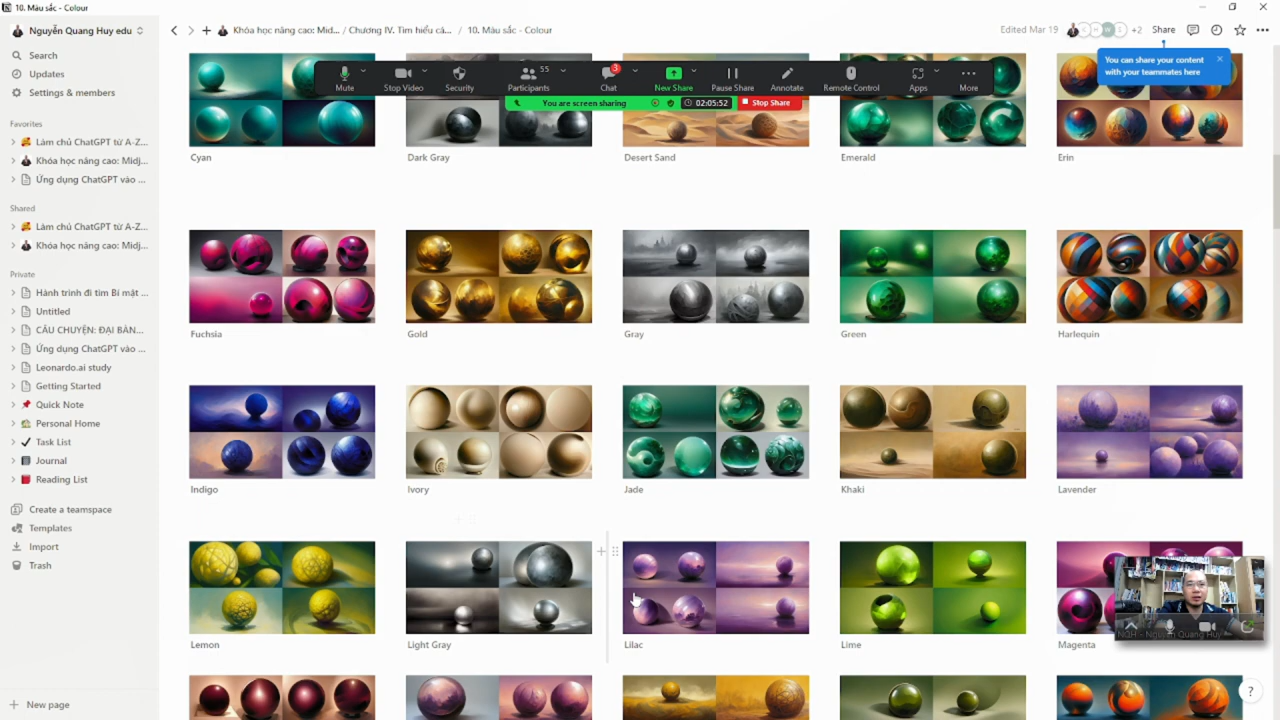 10. Màu sắc - Colour
Nguyễn Quang Huy edu
Khóa học nâng cao: Mid... / Chương IV. Tìm hiểu cá... / 10. Màu sắc - Colour
Edited Mar 19
+2
Share
You can share your content
with your teammates here
Search
Updates
Settings & members
Mute
Stop Video
Security
Participants
55
Chat
3
New Share
Pause Share
Annotate
Remote Control
Apps
More
You are screen sharing
02:05:52
Stop Share
Favorites
Làm chủ ChatGPT từ A-Z...
Khóa học nâng cao: Midj...
Ứng dụng ChatGPT vào ...
Shared
Làm chủ ChatGPT từ A-Z...
Khóa học nâng cao: Midj...
Private
Hành trình đi tìm Bí mật ...
Untitled
CÂU CHUYỆN: ĐẠI BÀN...
Ứng dụng ChatGPT vào ...
Leonardo.ai study
Getting Started
Quick Note
Personal Home
Task List
Journal
Reading List
Create a teamspace
Templates
Import
Trash
New page
Cyan
Dark Gray
Desert Sand
Emerald
Erin
Fuchsia
Gold
Gray
Green
Harlequin
Indigo
Ivory
Jade
Khaki
Lavender
Lemon
Light Gray
Lilac
Lime
Magenta
NQH - Nguyen Quang Huy
?